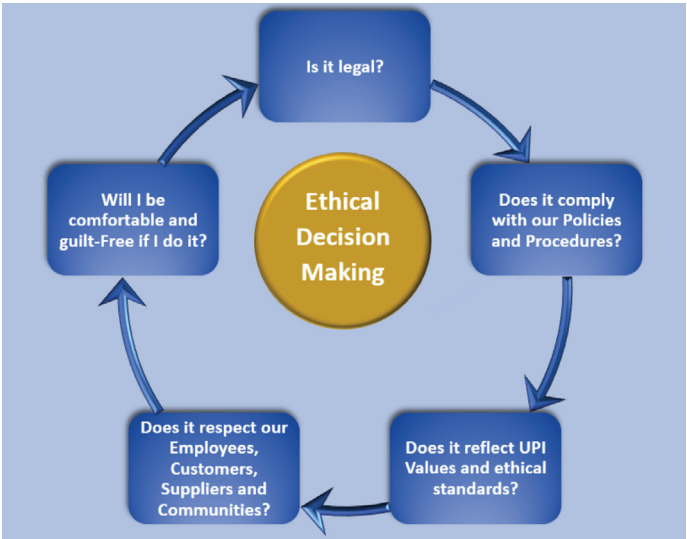 Is it legal?
Ethical
Decision
Making
Does it comply
with our Policies
and Procedures?
Does it reflect UPI
Values and ethical
standards?
Does it respect our
Employees,
Customers,
Suppliers and
Communities?
Will I be
comfortable and
guilt-Free if I do it?